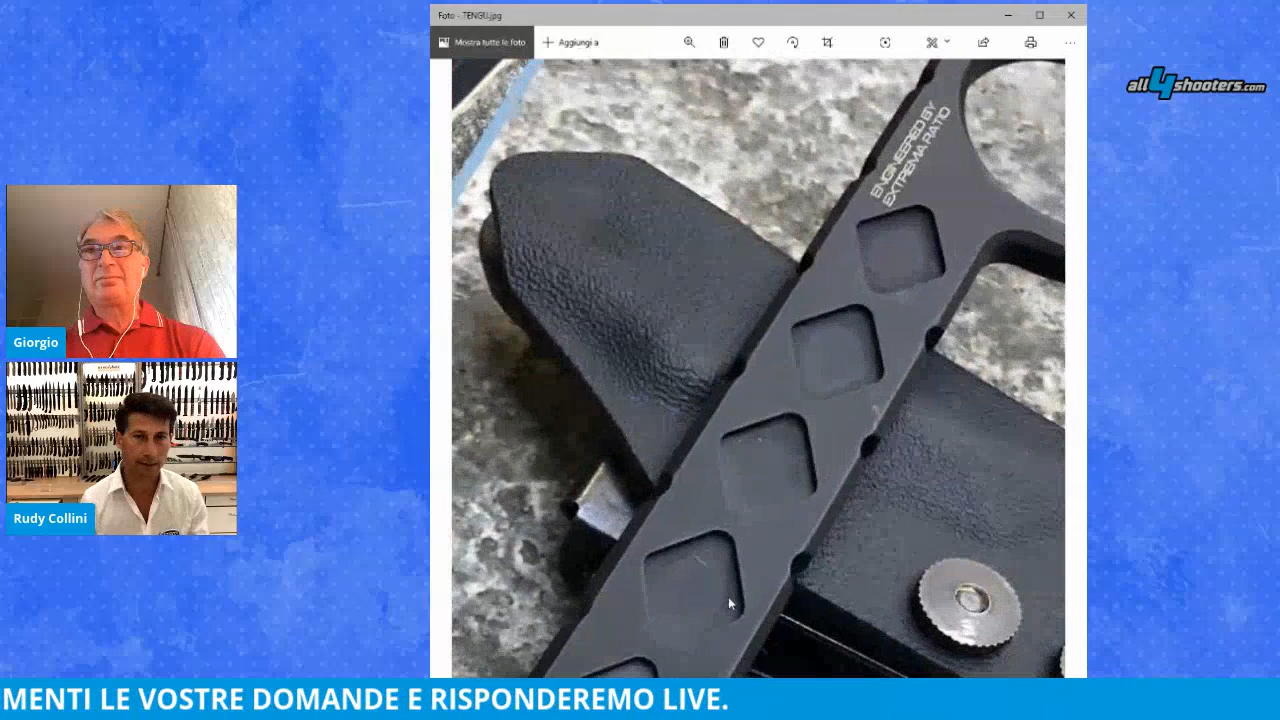 Foto - TENGU.jpg
Mostra tutte le foto
Aggiungi a
all4shooters.com
ENGINEERED BY
EXTREMA RATIO
Giorgio
Rudy Collini
MENTI LE VOSTRE DOMANDE E RISPONDEREMO LIVE.